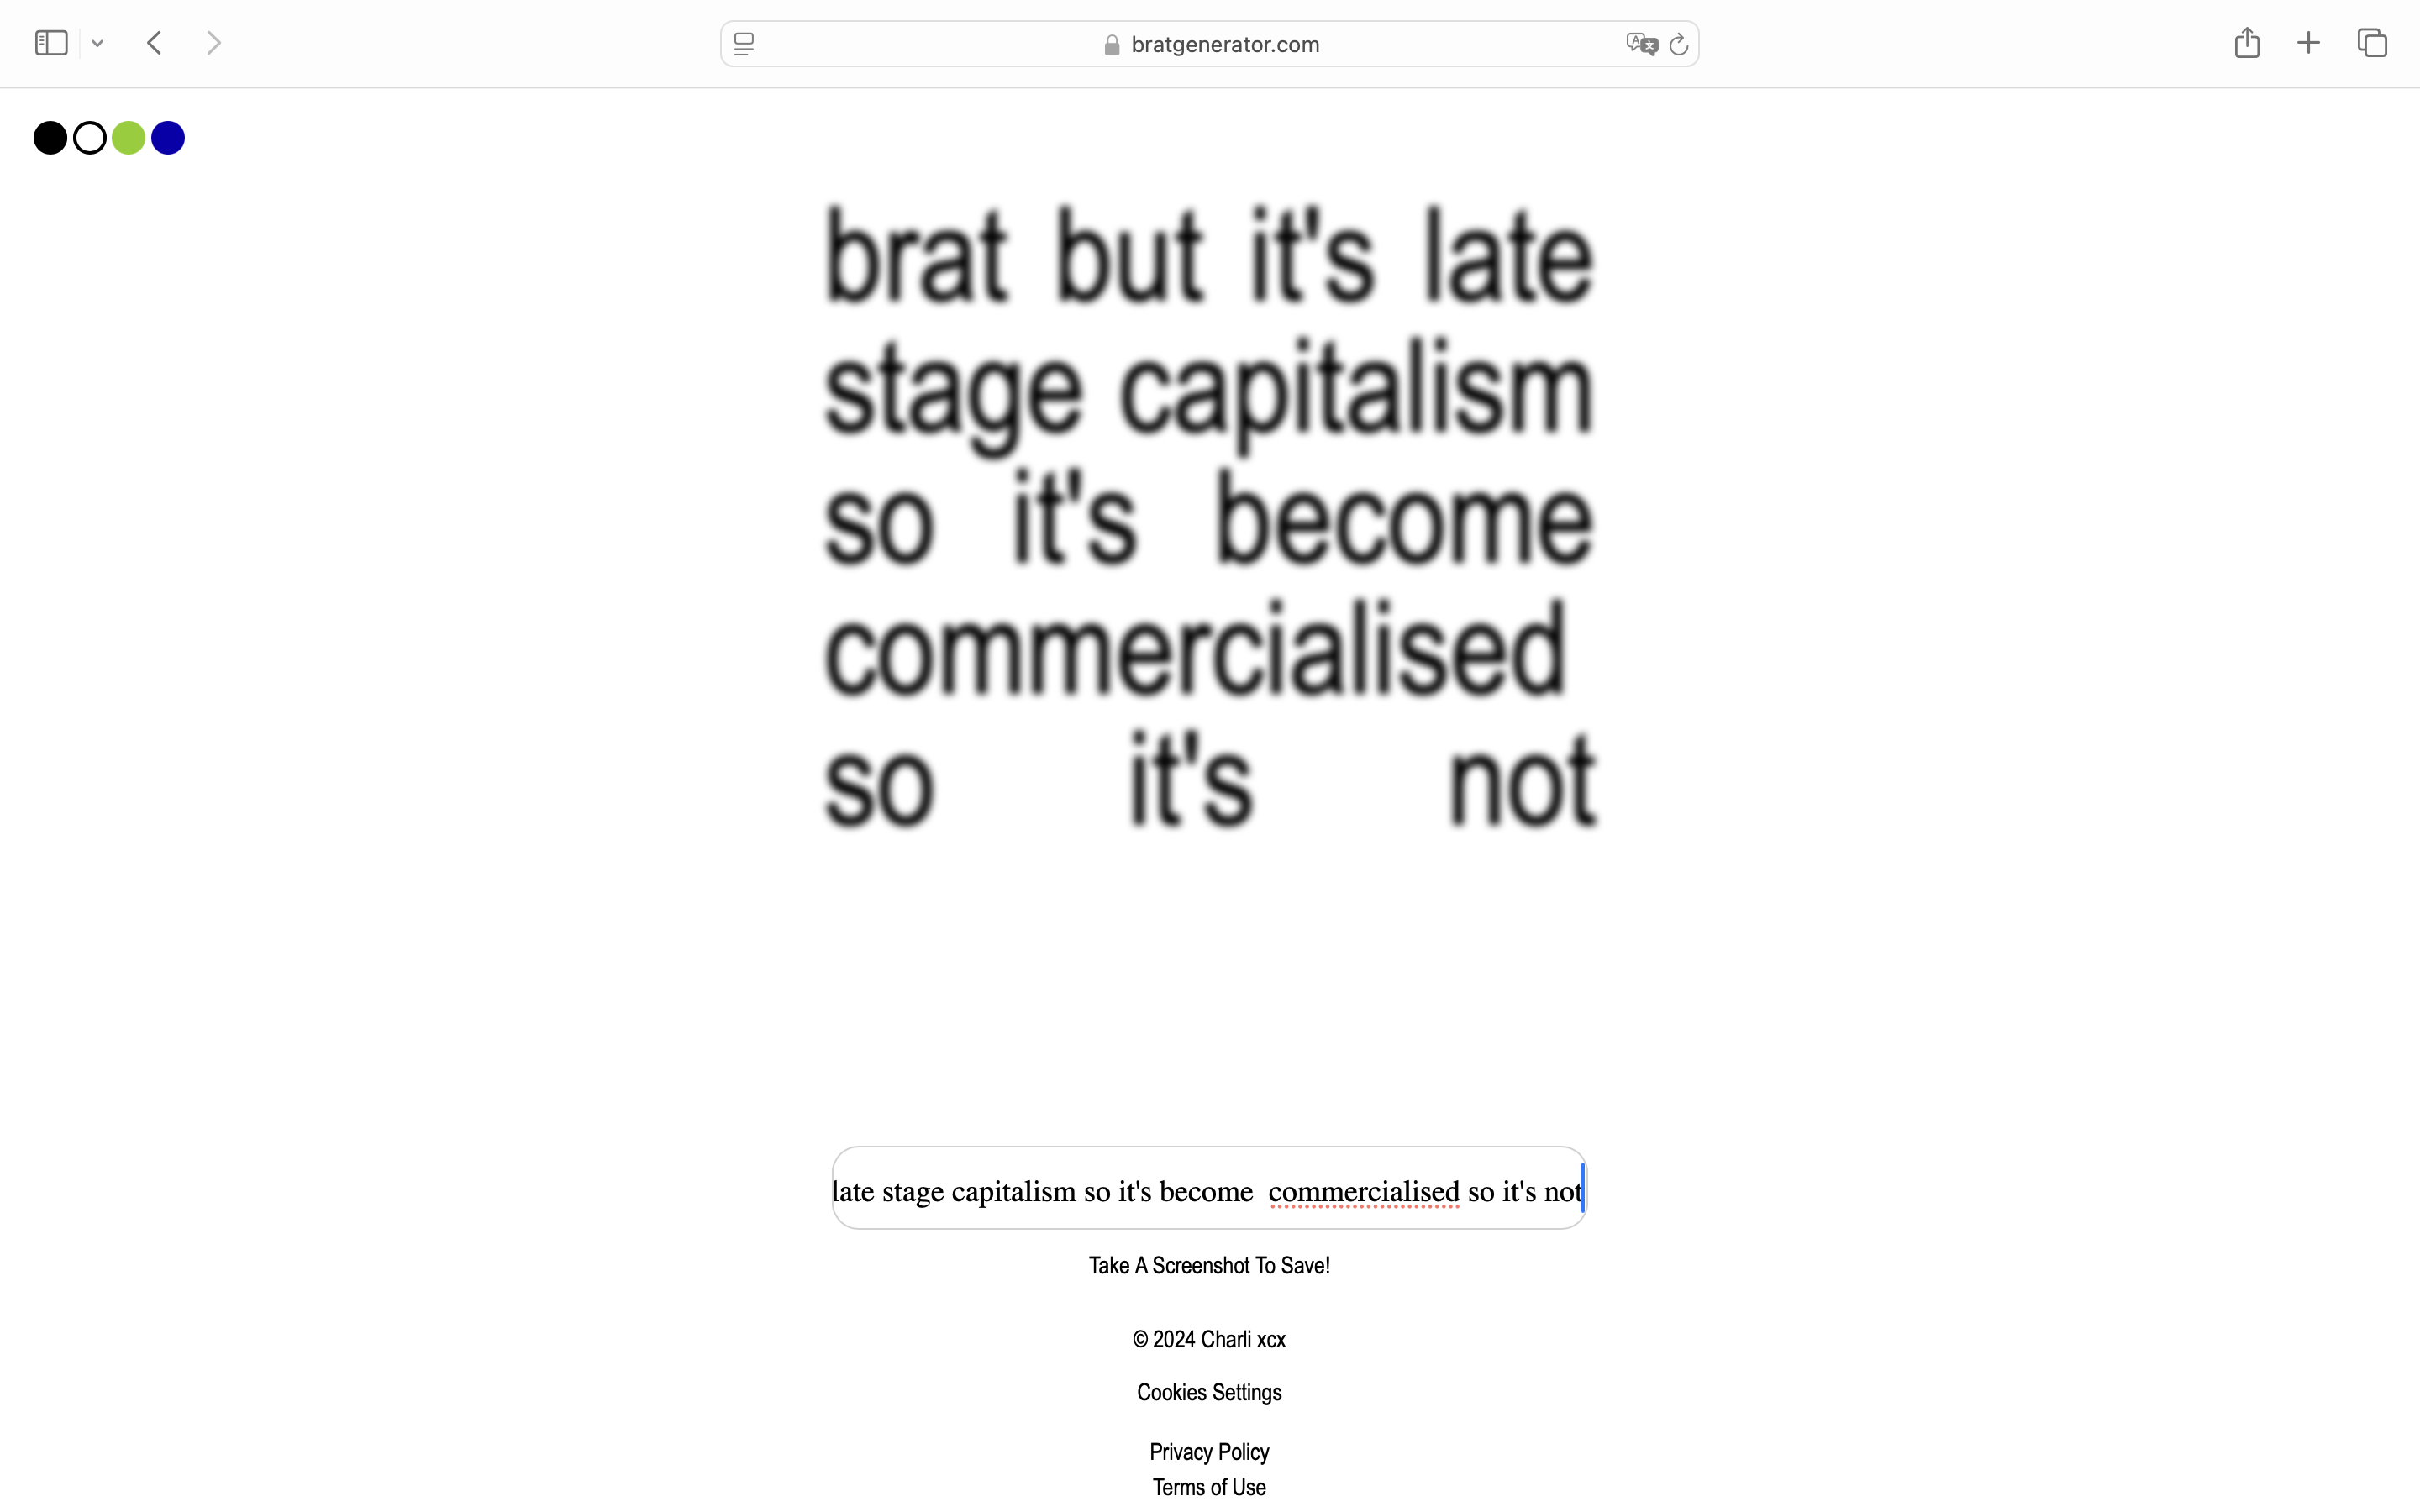 bratgenerator.com
brat but it's late
stage capitalism
so it's become
commercialised
so it's not
late stage capitalism so it's become  commercialised so it's not
Take A Screenshot To Save!
© 2024 Charli xcx
Cookies Settings
Privacy Policy
Terms of Use